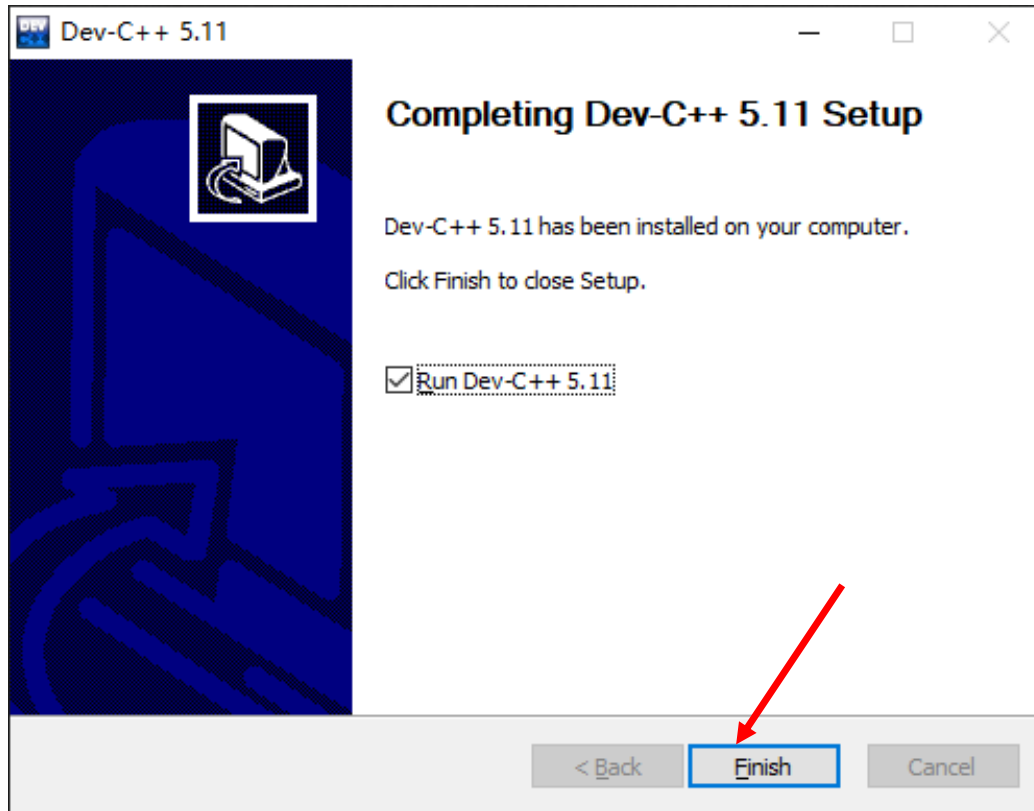 Dev-C++ 5.11
Completing Dev-C++ 5.11 Setup
Dev-C++ 5.11 has been installed on your computer.
Click Finish to close Setup.
Run Dev-C++ 5.11
< Back Finish Cancel